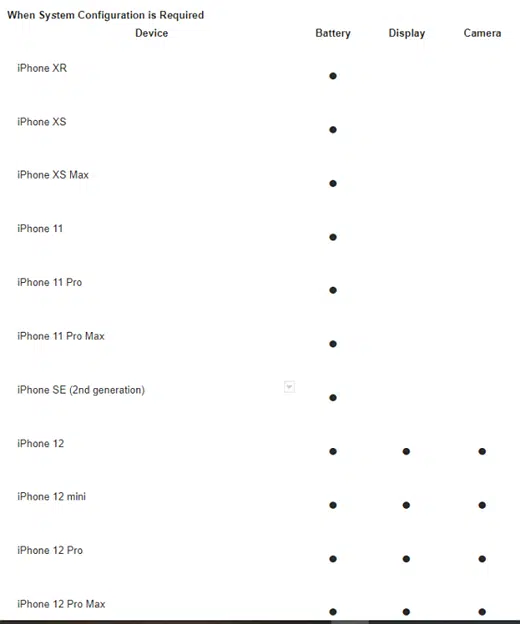 When System Configuration is Required
Device Battery Display Camera
iPhone XR ●
iPhone XS ●
iPhone XS Max ●
iPhone 11 ●
iPhone 11 Pro ●
iPhone 11 Pro Max ●
iPhone SE (2nd generation) ●
iPhone 12 ● ● ●
iPhone 12 mini ● ● ●
iPhone 12 Pro ● ● ●
iPhone 12 Pro Max ● ● ●